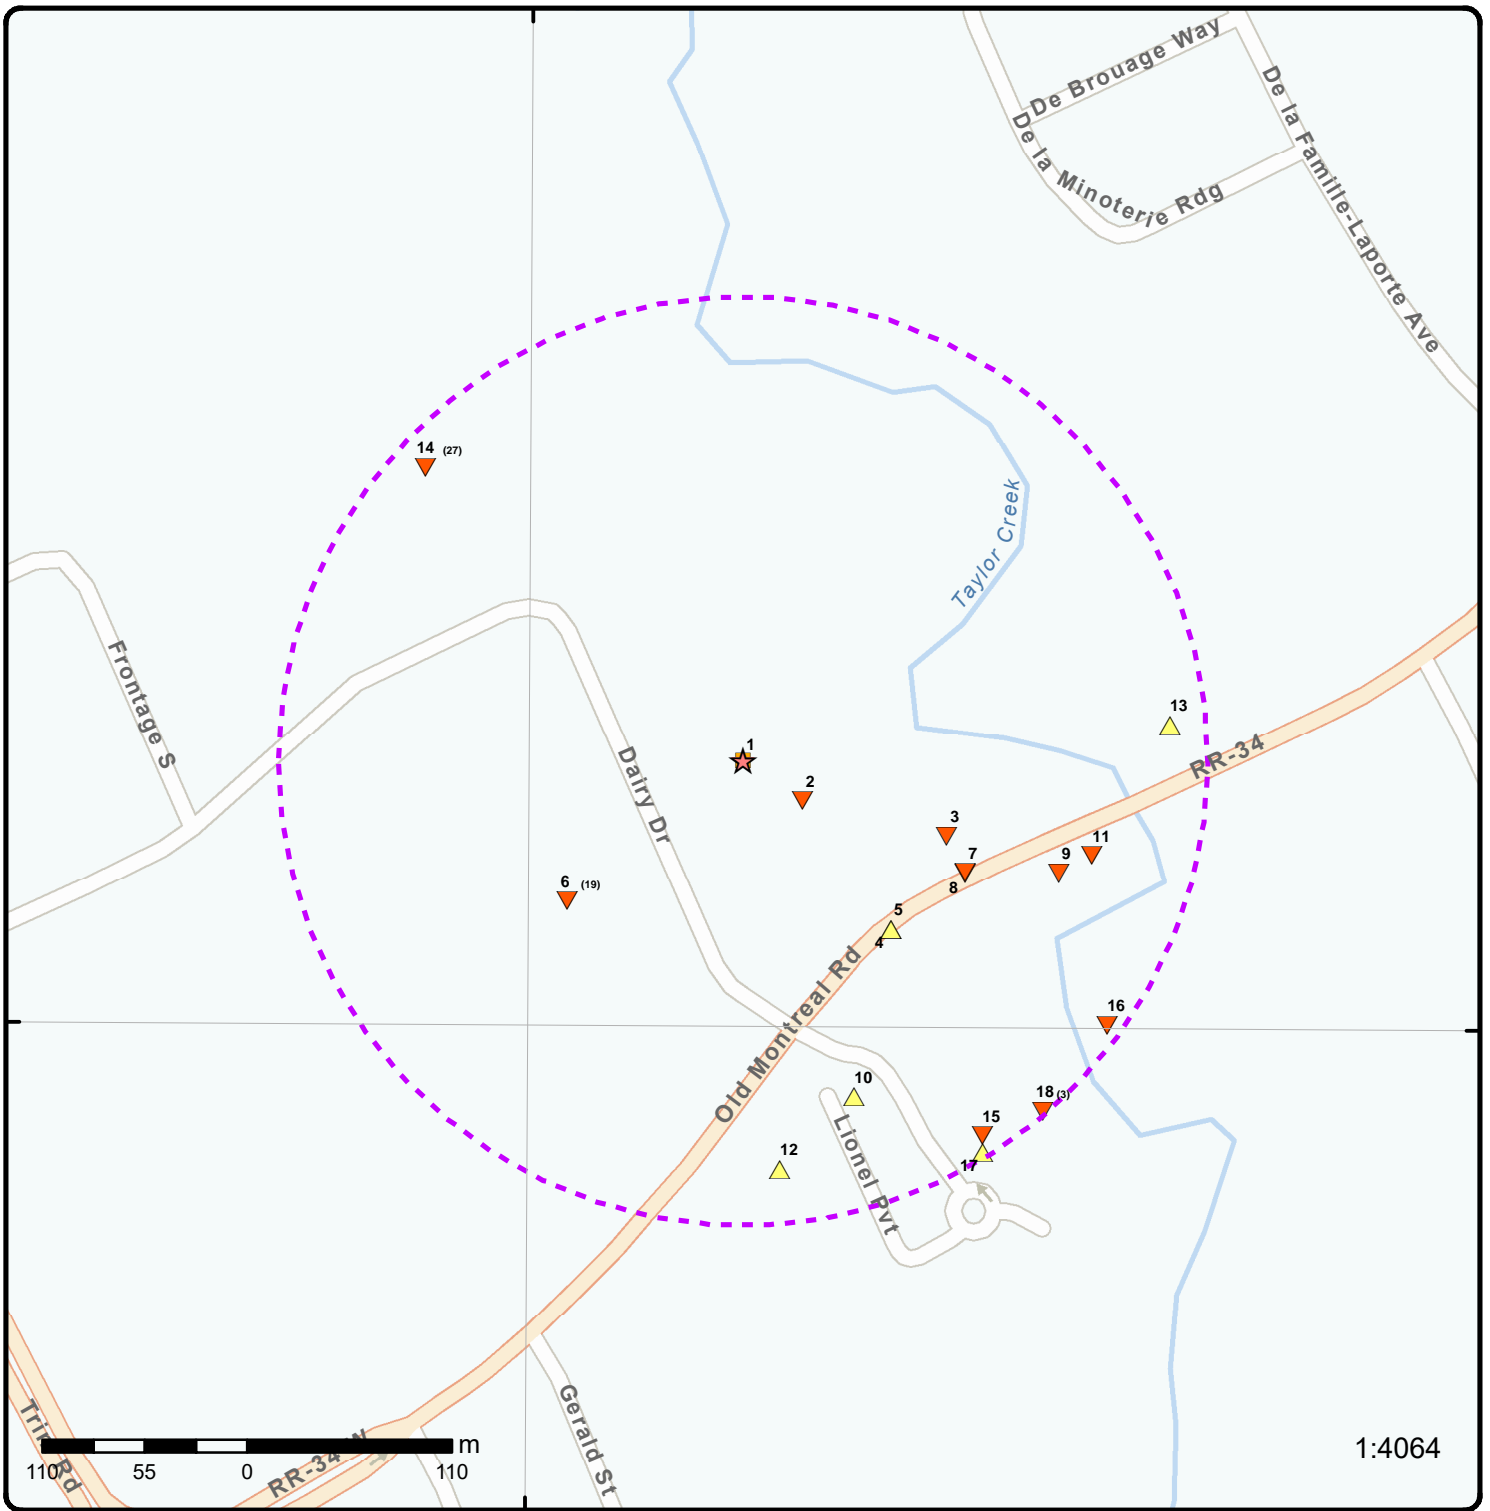 De Brouage Way
De la Famille-Laporte Ave
De la Minoterie Rdg
14 (27)
Taylor Creek
Frontage S
13
RR-34
1
Dairy Dr
2
3
11
7
9
8
6 (19)
5
4
Old Montreal Rd
16
10
18 (3)
15
Lionel Pvt
12
17
Gerald St
Rd
RR-34 W
m
110
55
0
110
1:4064